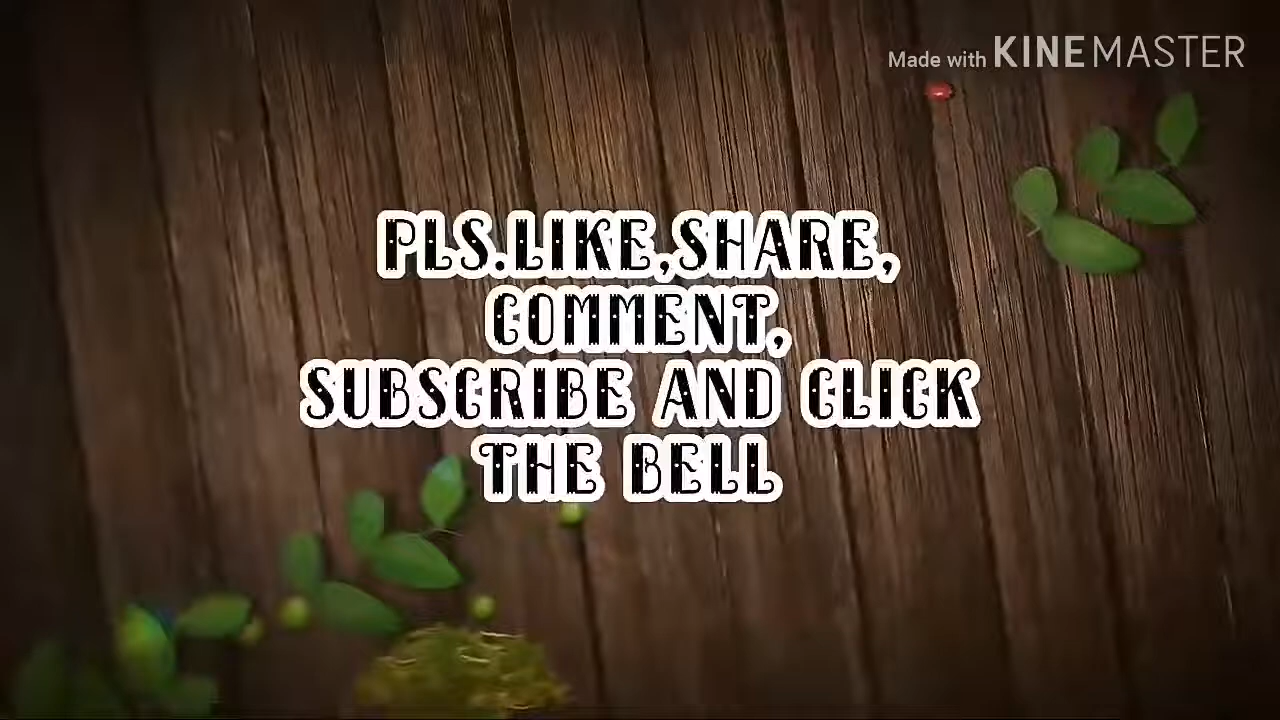 Made with KINEMASTER
PLS.LIKE,SHARE,
COMMENT,
SUBSCRIBE AND CLICK
THE BELL